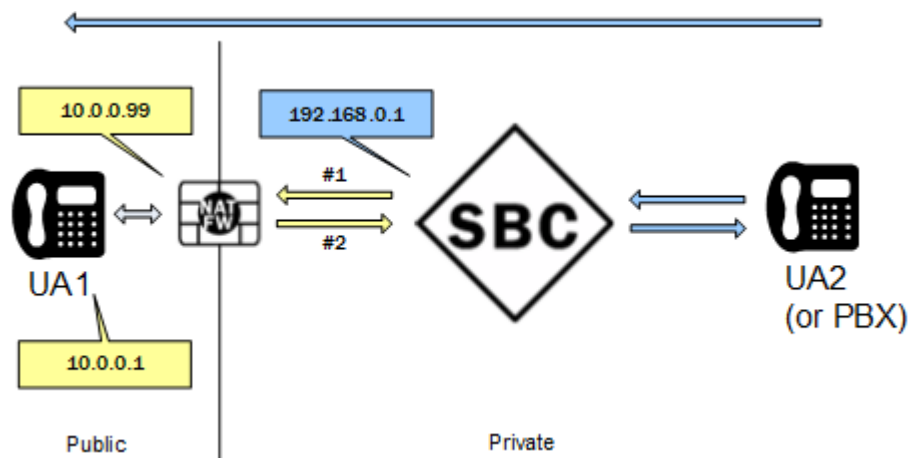 10.0.0.99
192.168.0.1
#1
NAT
FW
SBC
#2
UA1
UA2
(or PBX)
10.0.0.1
Public
Private